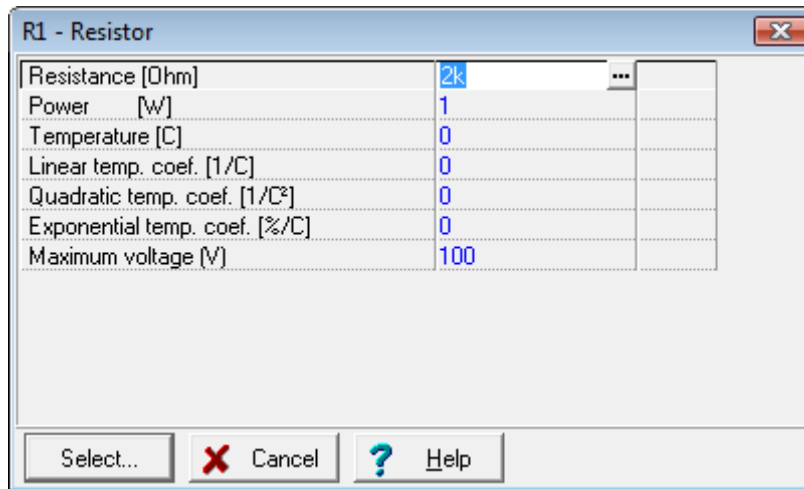 R1 - Resistor
Resistance [Ohm] 2k ...
Power [W] 1
Temperature [C] 0
Linear temp. coef. [1/C] 0
Quadratic temp. coef. [1/C²] 0
Exponential temp. coef. [%/C] 0
Maximum voltage (V) 100
Select... Cancel ? Help